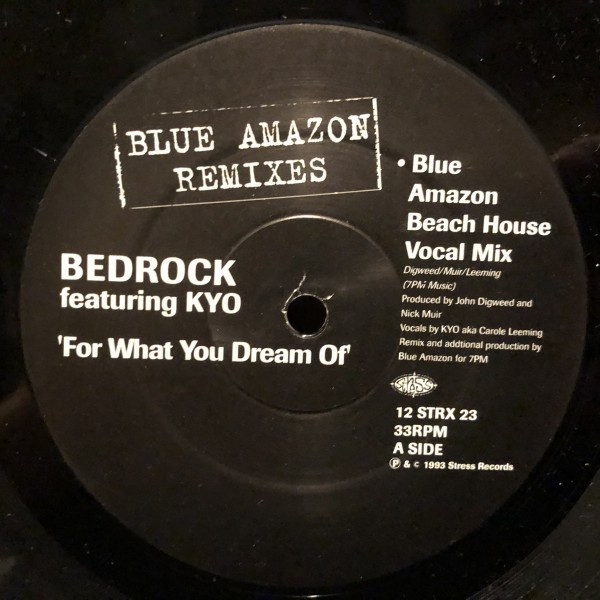 BLUE AMAZON
REMIXES
BEDROCK
featuring KYO
'For What You Dream Of'
• Blue
Amazon
Beach House
Vocal Mix
Digweed/Muir/Leeming
(7PM Music)
Produced by John Digweed and
Nick Muir
Vocals by KYO aka Carole Leeming
Remix and addtional production by
Blue Amazon for 7PM
STRESS
12 STRX 23
33RPM
A SIDE
℗ & © 1993 Stress Records